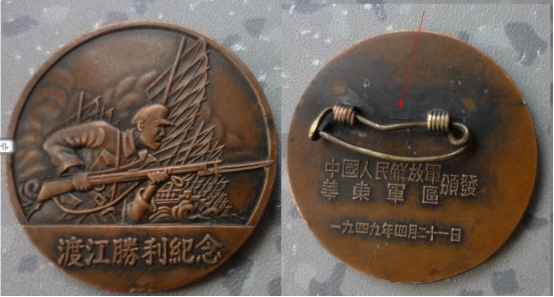 渡江勝利紀念
中國人民解放軍
華東軍區頒發
一九四九年四月二十一日